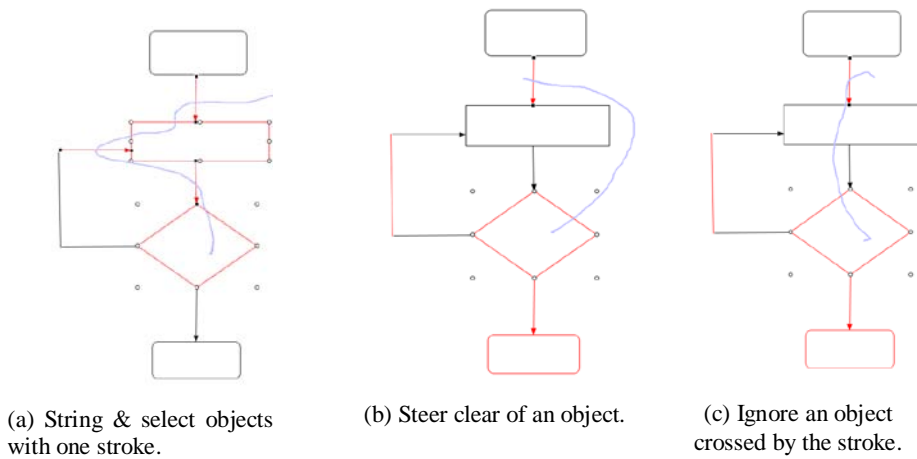 (a) String & select objects
with one stroke.
(b) Steer clear of an object.
(c) Ignore an object
crossed by the stroke.